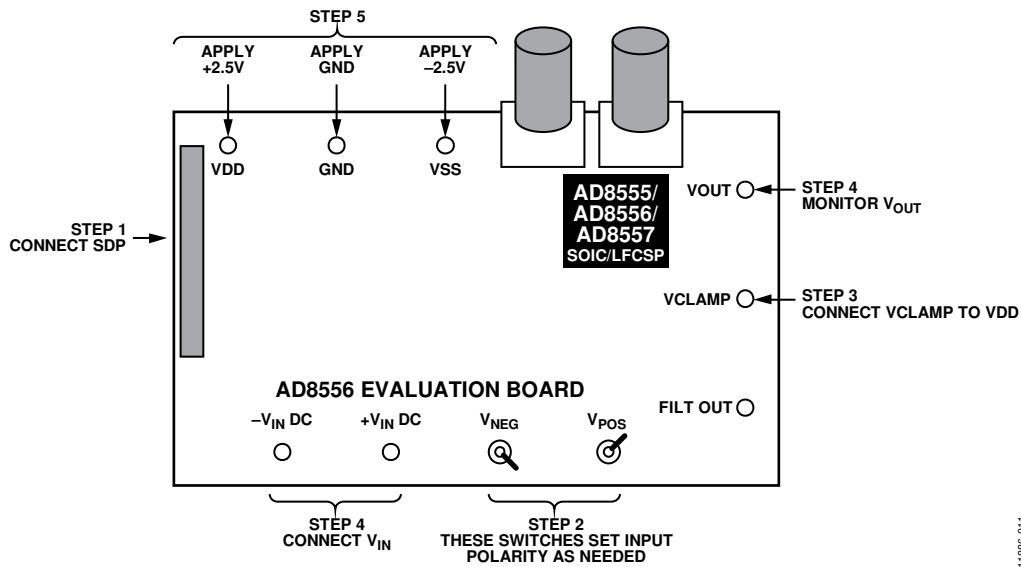 STEP 5
APPLY
+2.5V
APPLY
GND
APPLY
–2.5V
VDD
GND
VSS
AD8555/
AD8556/
AD8557
SOIC/LFCSP
VOUT
STEP 4
MONITOR VOUT
STEP 1
CONNECT SDP
VCLAMP
STEP 3
CONNECT VCLAMP TO VDD
AD8556 EVALUATION BOARD
FILT OUT
–VIN DC
+VIN DC
VNEG
VPOS
STEP 4
CONNECT VIN
STEP 2
THESE SWITCHES SET INPUT
POLARITY AS NEEDED